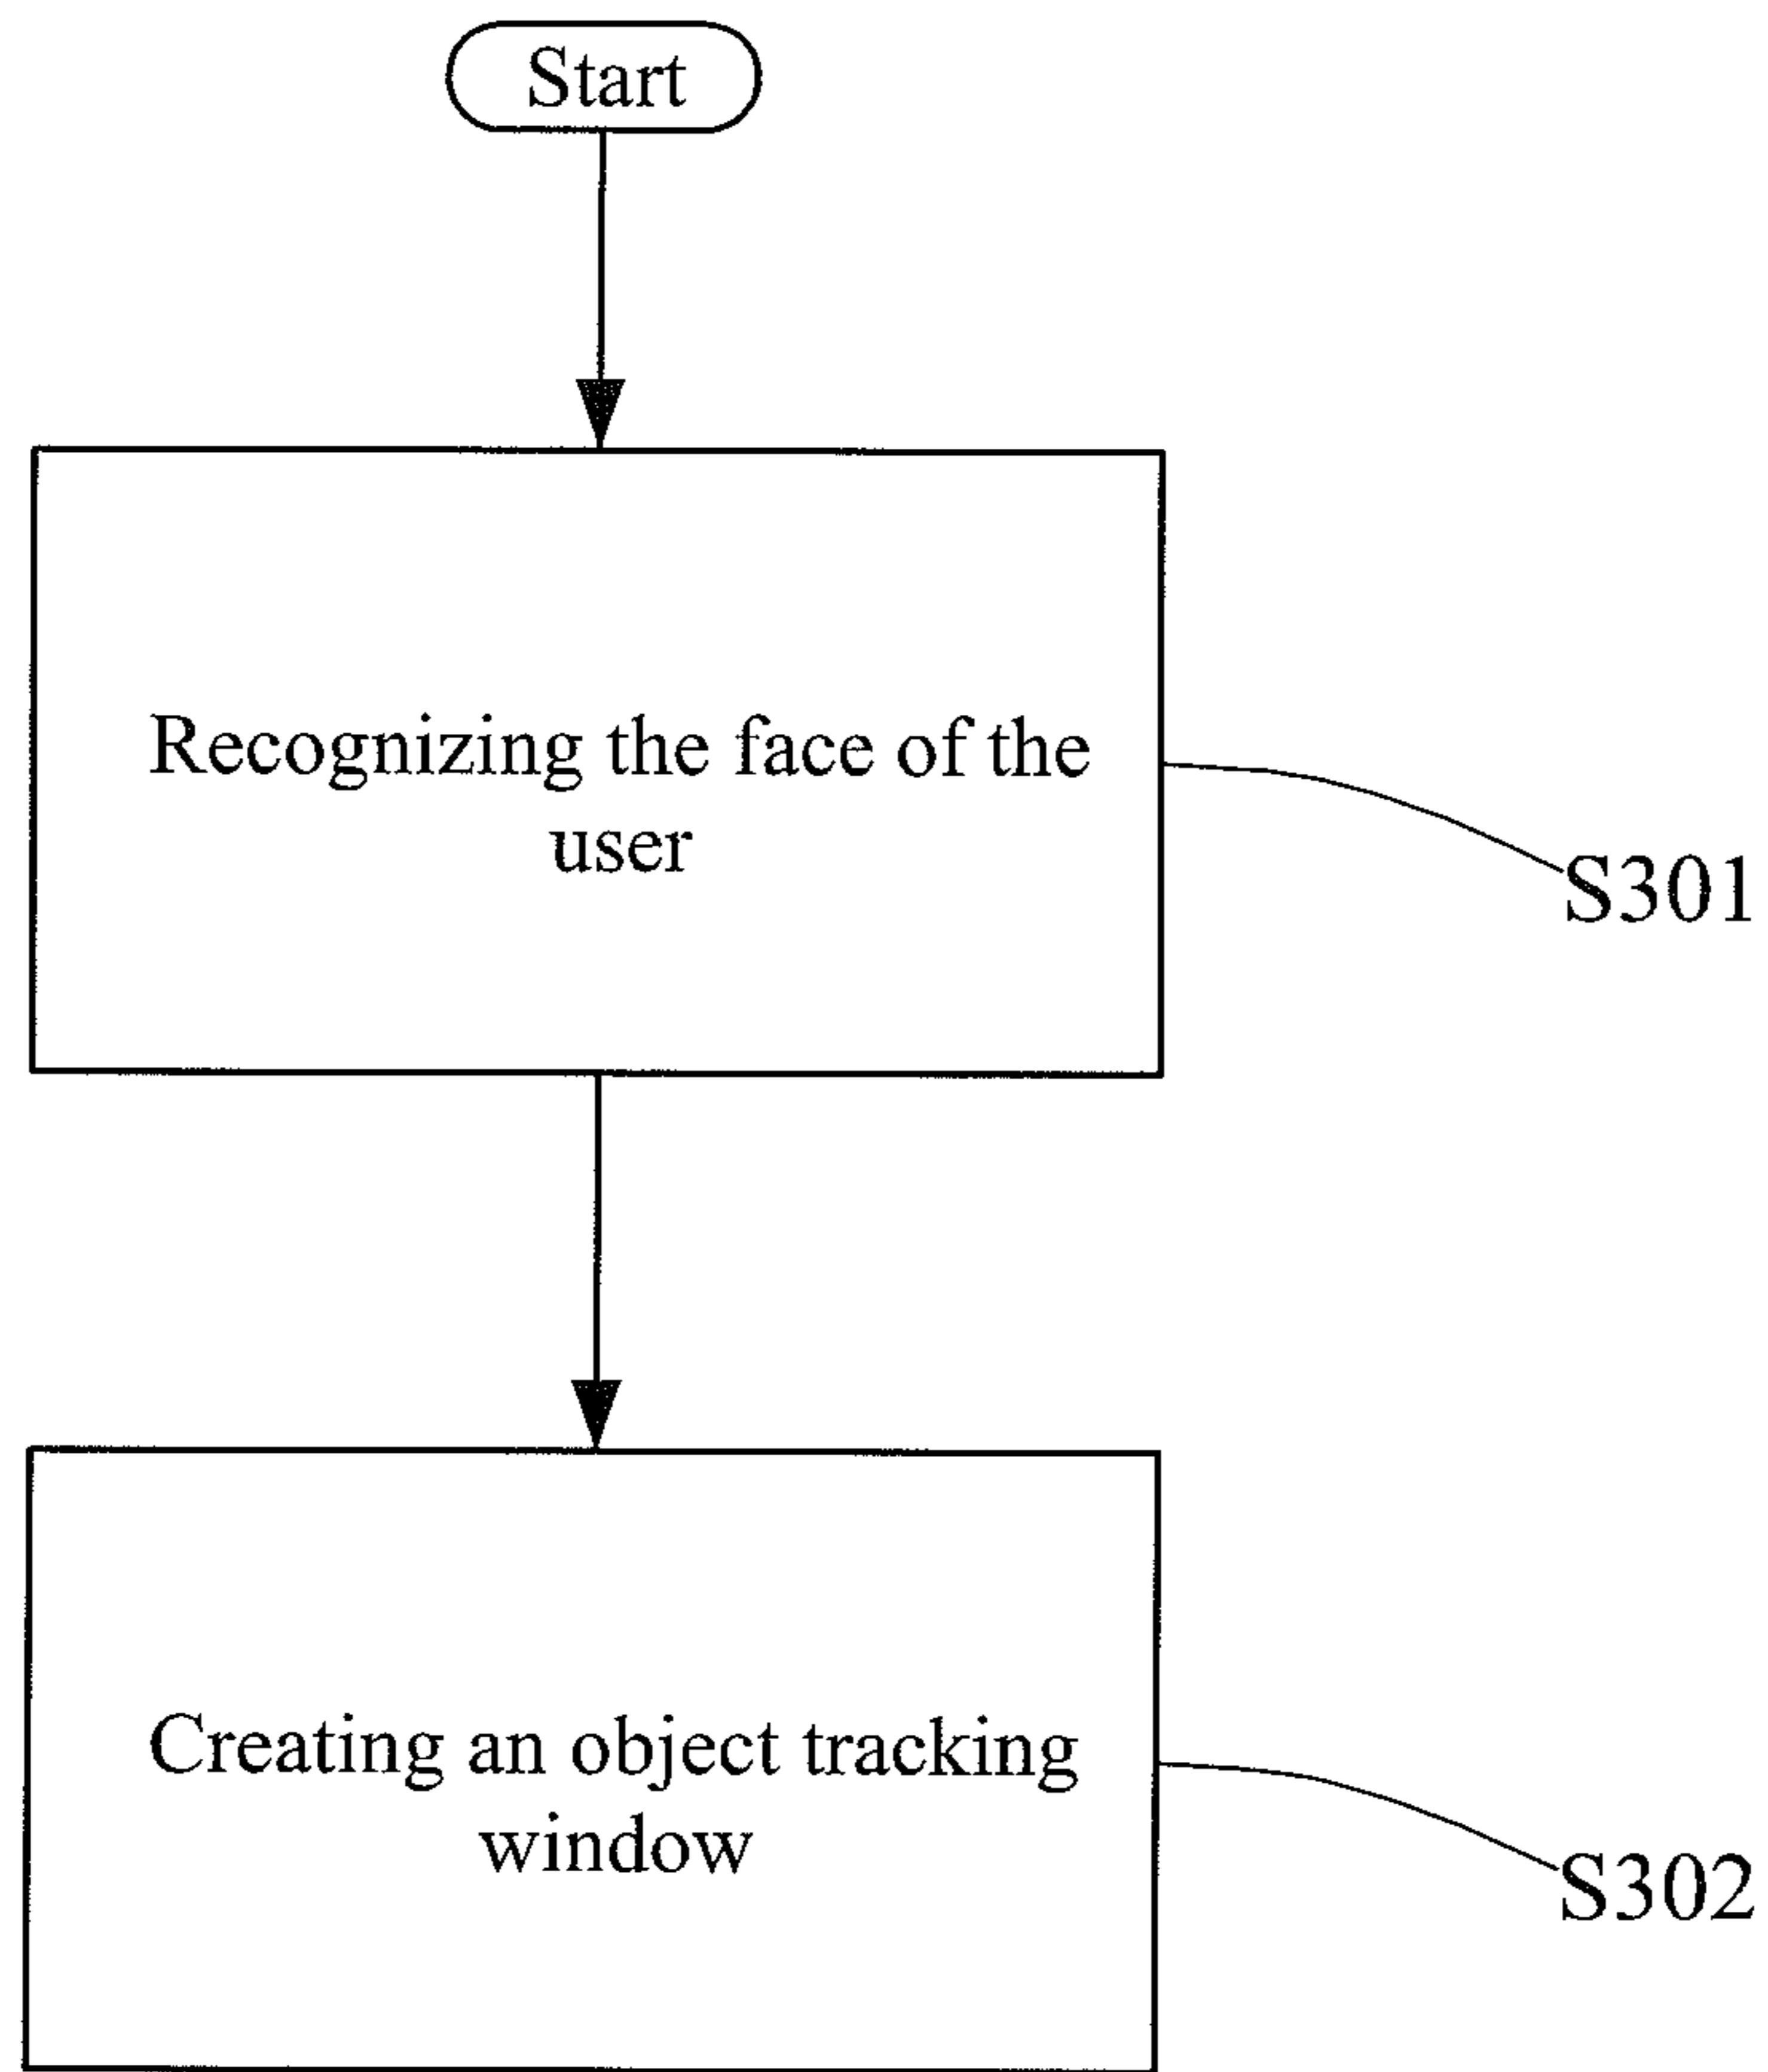 Start
Recognizing the face of the
user
S301
Creating an object tracking
window
S302